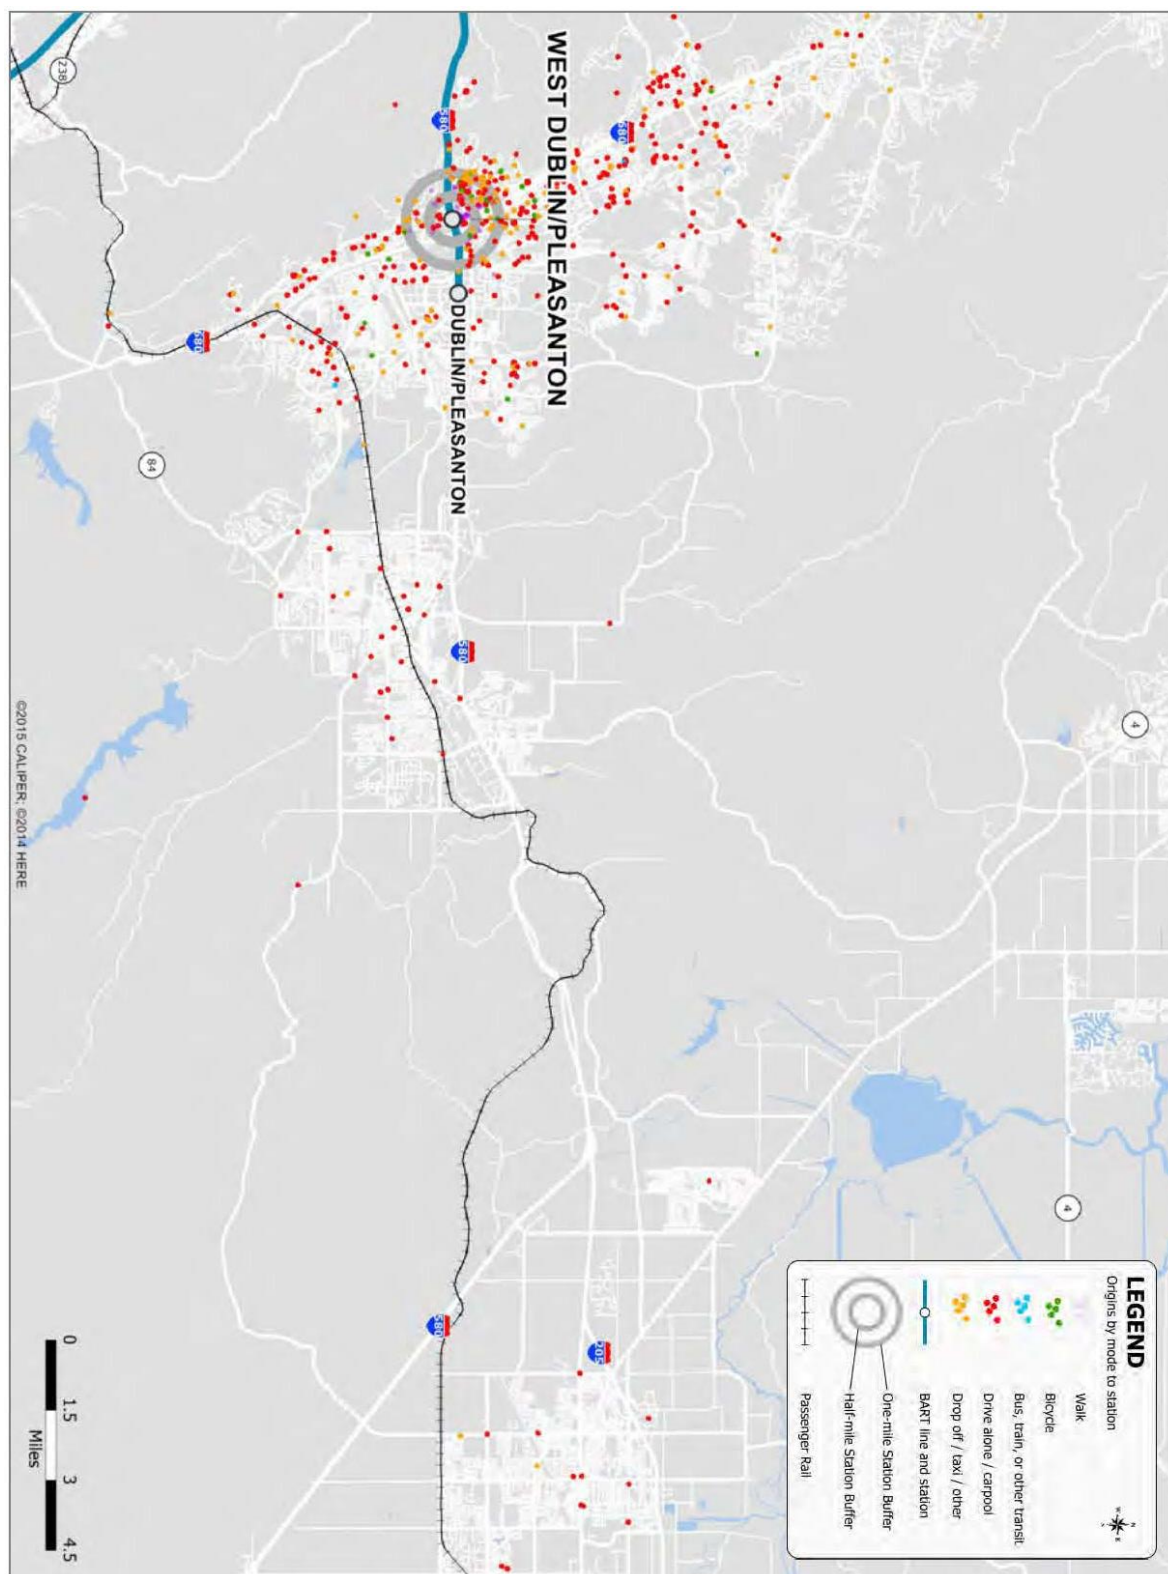 WEST DUBLIN/PLEASANTON
DUBLIN/PLEASANTON
238
580
680
680
84
580
4
4
580
205
LEGEND
Origins by mode to station
Walk
Bicycle
Bus, train, or other transit
Drive alone / carpool
Drop off / taxi / other
BART line and station
One-mile Station Buffer
Half-mile Station Buffer
Passenger Rail
N
E
S
W
0 1.5 3 4.5
Miles
©2015 CALIPER; ©2014 HERE